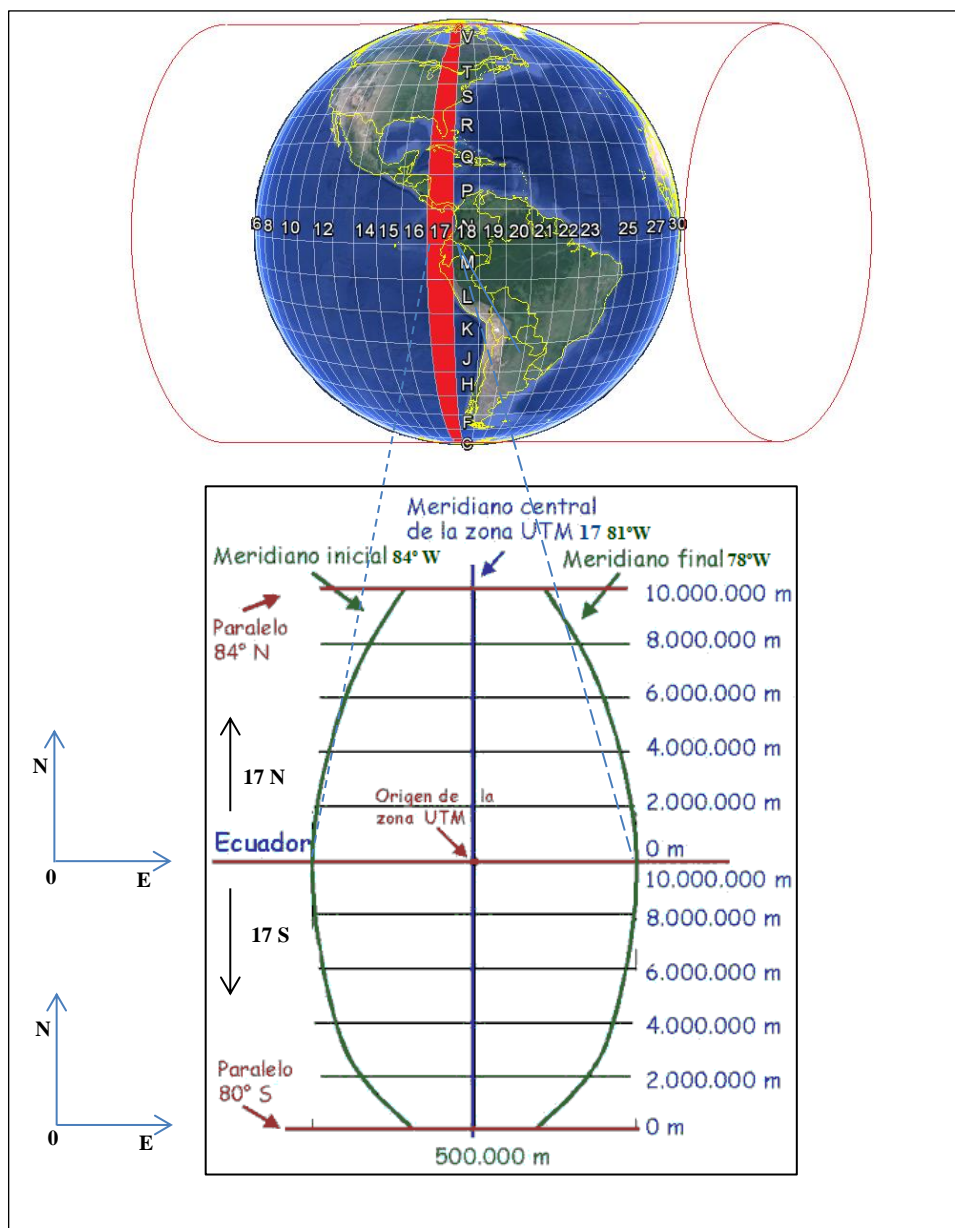 V
T
S
R
Q
P
N
6 8 10 12 14 15 16 17 18 19 20 21 22 23 25 27 30
M
L
K
J
H
F
C
Meridiano central
de la zona UTM 17 81°W
Meridiano inicial 84° W
Meridiano final 78°W
10.000.000 m
Paralelo
84° N
8.000.000 m
6.000.000 m
N
17 N
4.000.000 m
Origen de la
zona UTM
2.000.000 m
Ecuador
0 m
0
E
10.000.000 m
8.000.000 m
17 S
6.000.000 m
N
4.000.000 m
Paralelo
80° S
2.000.000 m
0
E
0 m
500.000 m